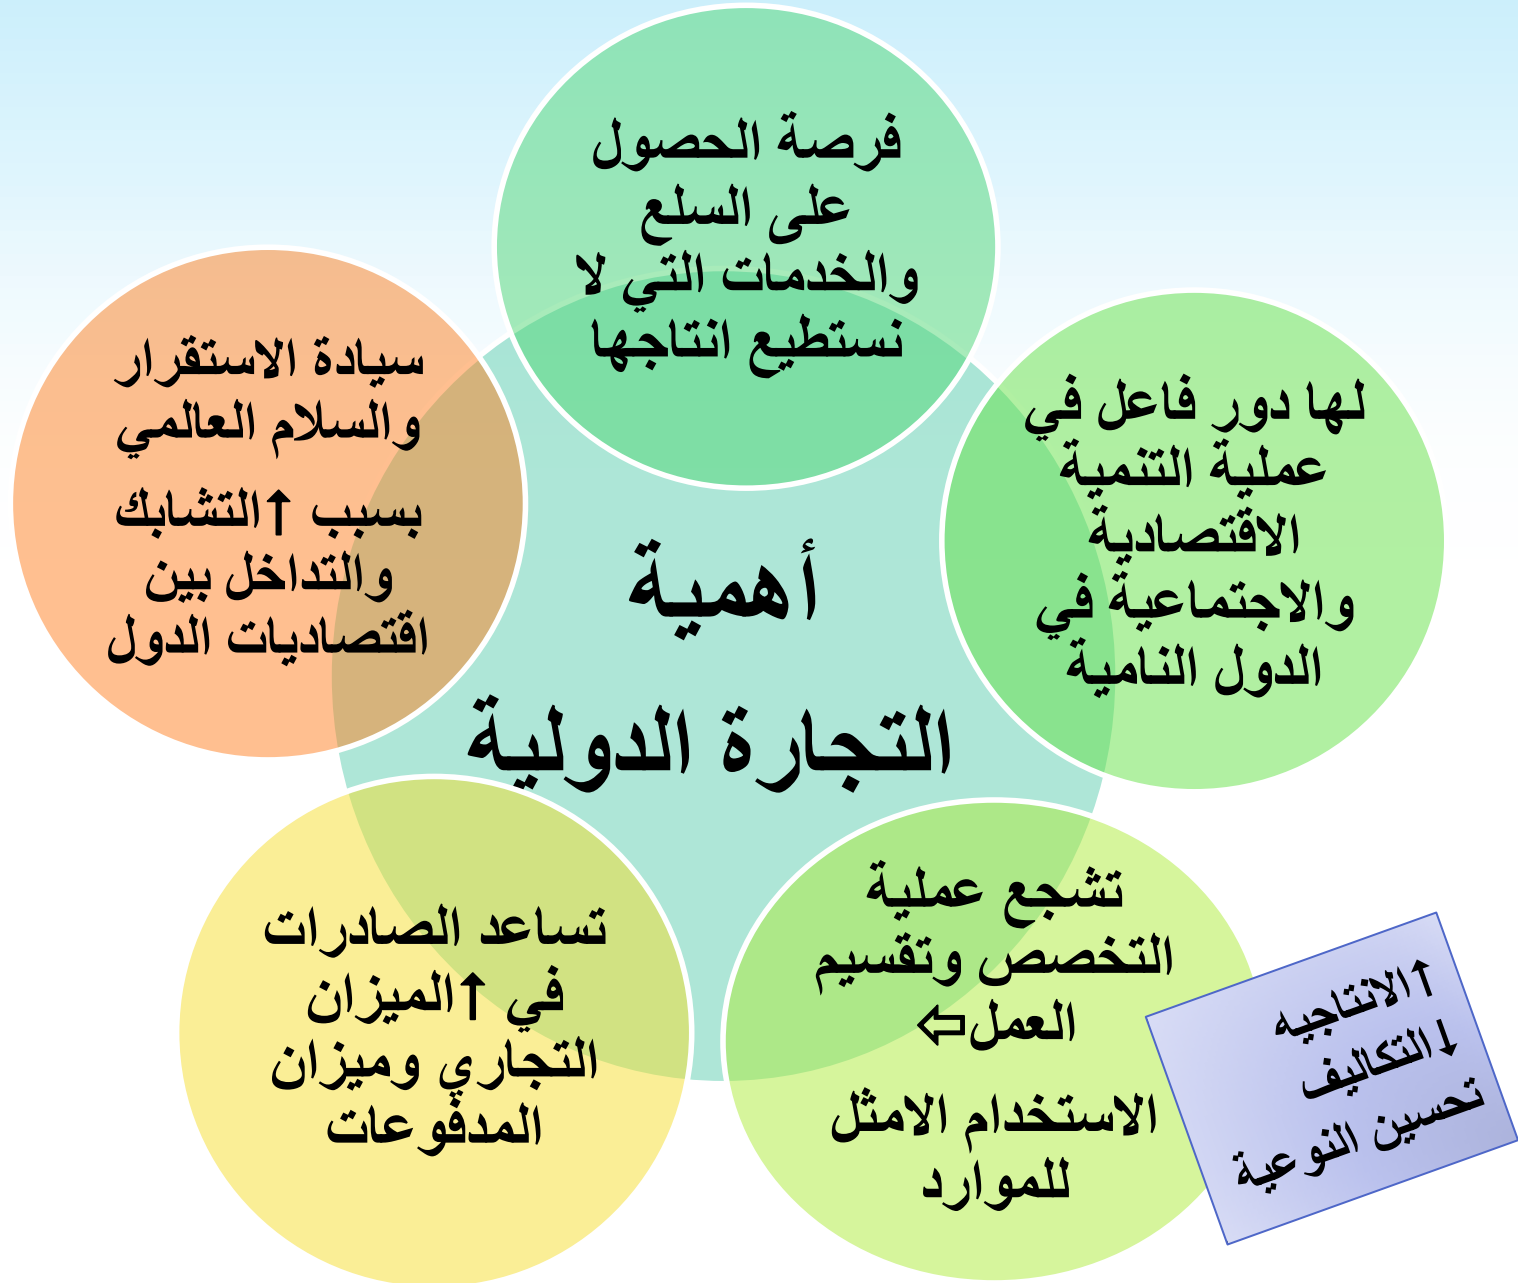 أهمية
التجارة الدولية
فرصة الحصول
على السلع
والخدمات التي لا
نستطيع انتاجها
لها دور فاعل في
عملية التنمية
الاقتصادية
والاجتماعية في
الدول النامية
تشجع عملية
التخصص وتقسيم
العمل⇦
الاستخدام الامثل
للموارد
↑الانتاجيه
↓التكاليف
تحسين النوعية
تساعد الصادرات
في ↑الميزان
التجاري وميزان
المدفوعات
سيادة الاستقرار
والسلام العالمي
بسبب ↑التشابك
والتداخل بين
اقتصاديات الدول